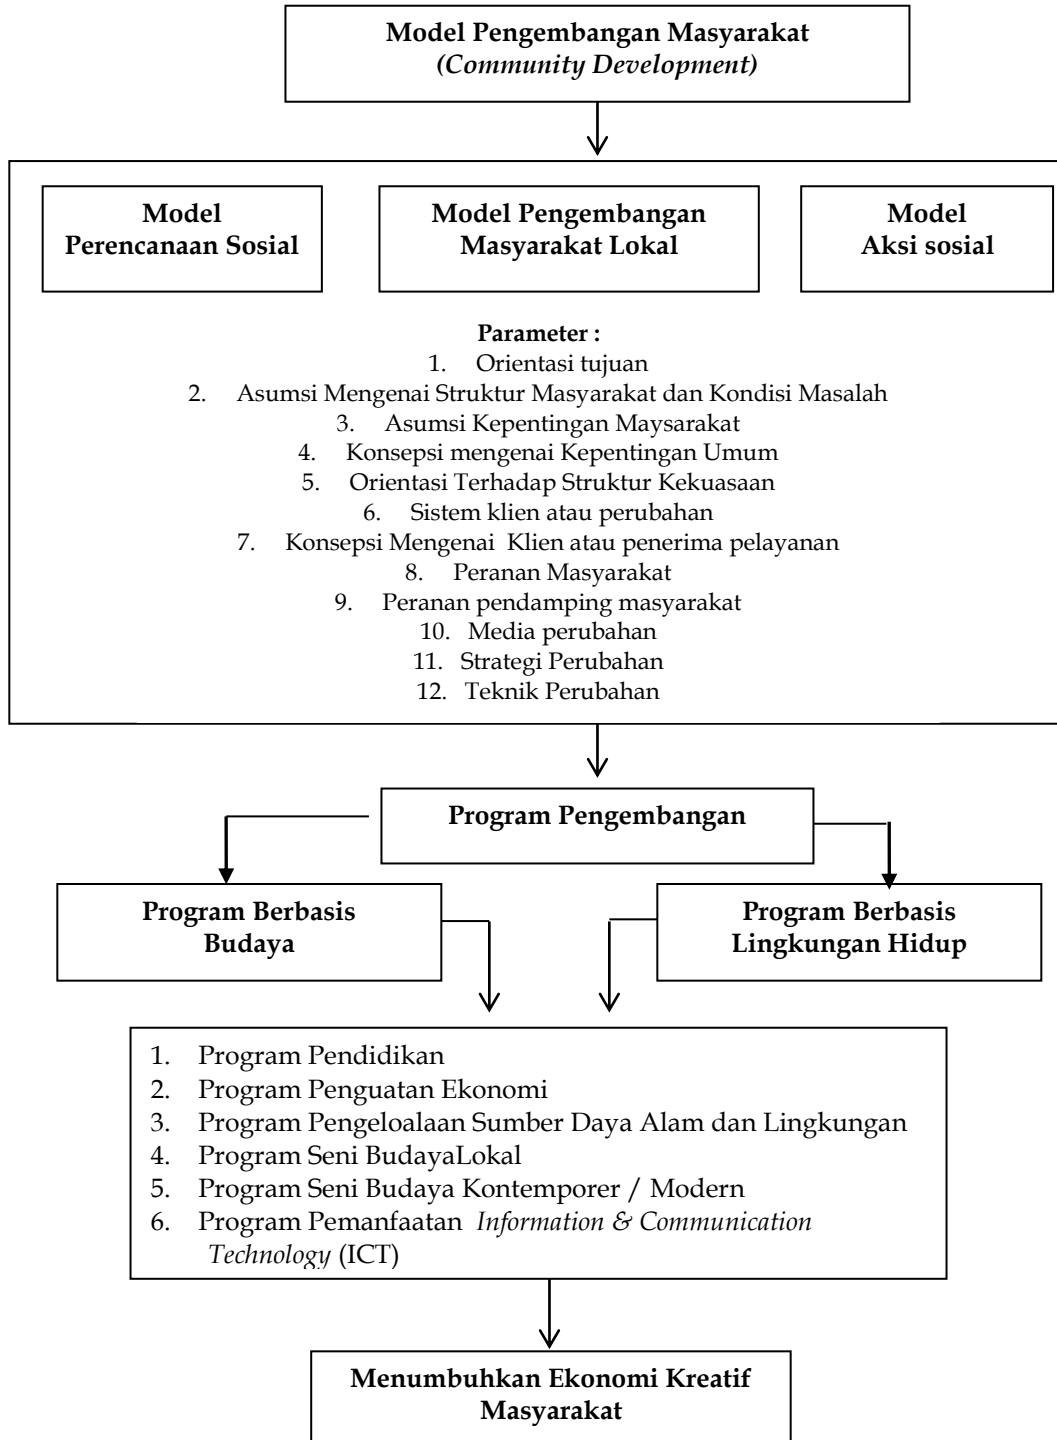 Model Pengembangan Masyarakat
(Community Development)
Model
Perencanaan Sosial
Model Pengembangan
Masyarakat Lokal
Model
Aksi sosial
Parameter :
1. Orientasi tujuan
2. Asumsi Mengenai Struktur Masyarakat dan Kondisi Masalah
3. Asumsi Kepentingan Maysarakat
4. Konsepsi mengenai Kepentingan Umum
5. Orientasi Terhadap Struktur Kekuasaan
6. Sistem klien atau perubahan
7. Konsepsi Mengenai Klien atau penerima pelayanan
8. Peranan Masyarakat
9. Peranan pendamping masyarakat
10. Media perubahan
11. Strategi Perubahan
12. Teknik Perubahan
Program Pengembangan
Program Berbasis
Budaya
Program Berbasis
Lingkungan Hidup
1. Program Pendidikan
2. Program Penguatan Ekonomi
3. Program Pengeloalaan Sumber Daya Alam dan Lingkungan
4. Program Seni BudayaLokal
5. Program Seni Budaya Kontemporer / Modern
6. Program Pemanfaatan Information & Communication
Technology (ICT)
Menumbuhkan Ekonomi Kreatif
Masyarakat